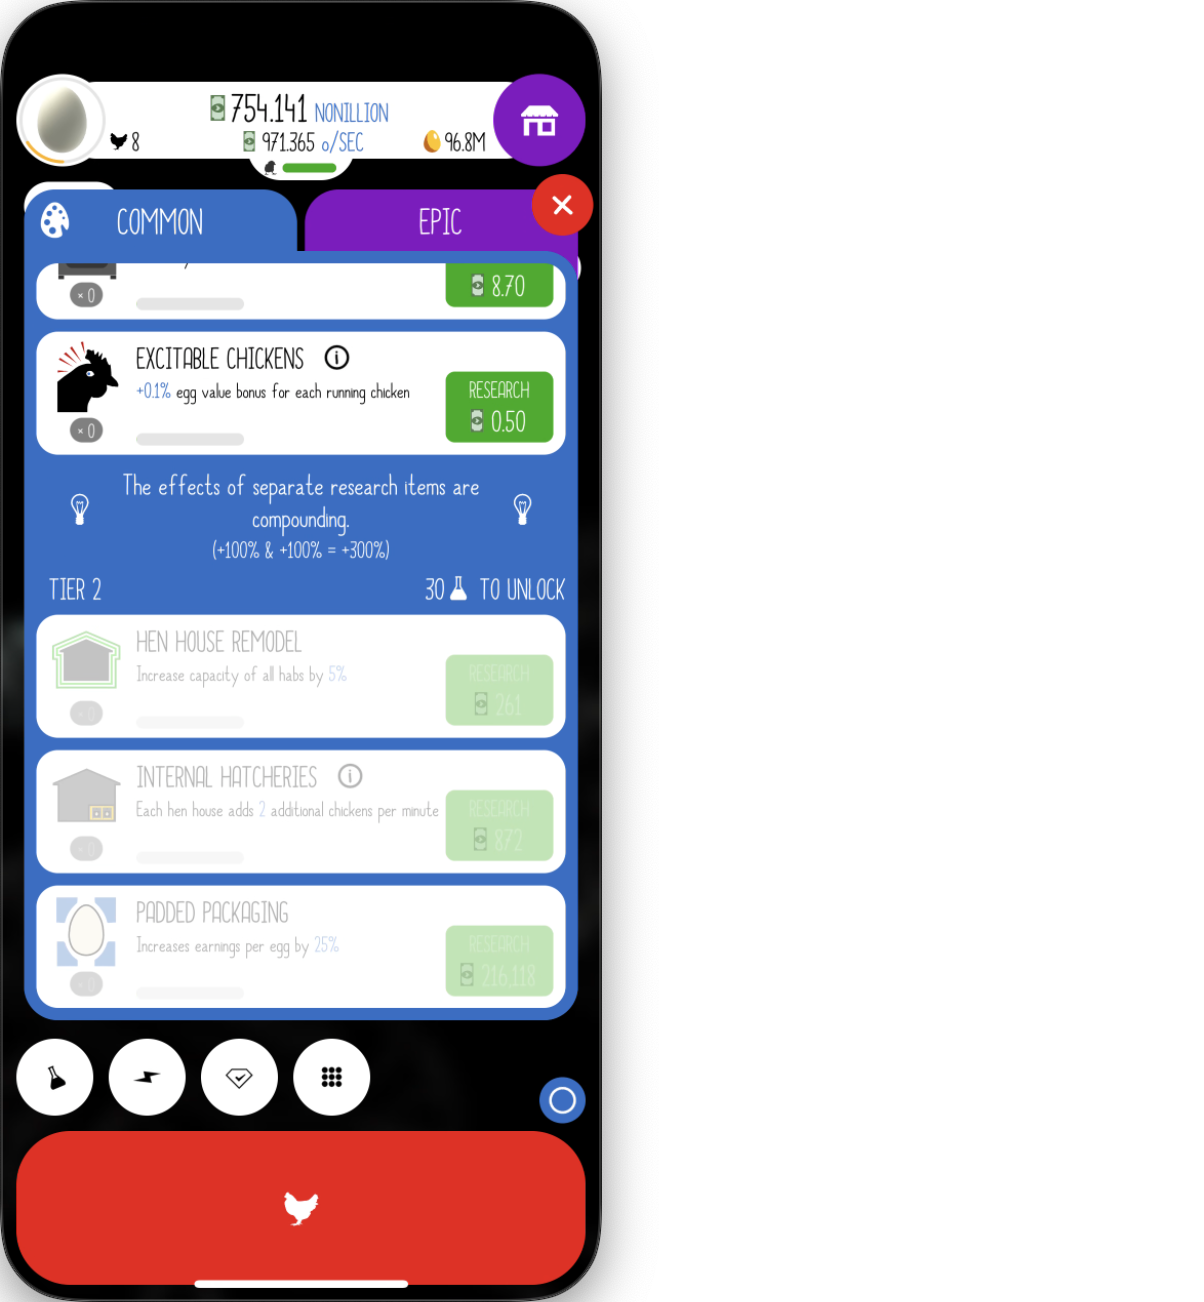 754.141 NONILLION
8
971.365 o/SEC
96.8M
COMMON
EPIC
× 0
8.70
EXCITABLE CHICKENS i
+0.1% egg value bonus for each running chicken
RESEARCH
0.50
× 0
The effects of separate research items are
compounding.
(+100% & +100% = +300%)
TIER 2
30 TO UNLOCK
HEN HOUSE REMODEL
Increase capacity of all habs by 5%
RESEARCH
261
× 0
INTERNAL HATCHERIES i
Each hen house adds 2 additional chickens per minute
RESEARCH
872
× 0
PADDED PACKAGING
Increases earnings per egg by 25%
RESEARCH
216,118
× 0